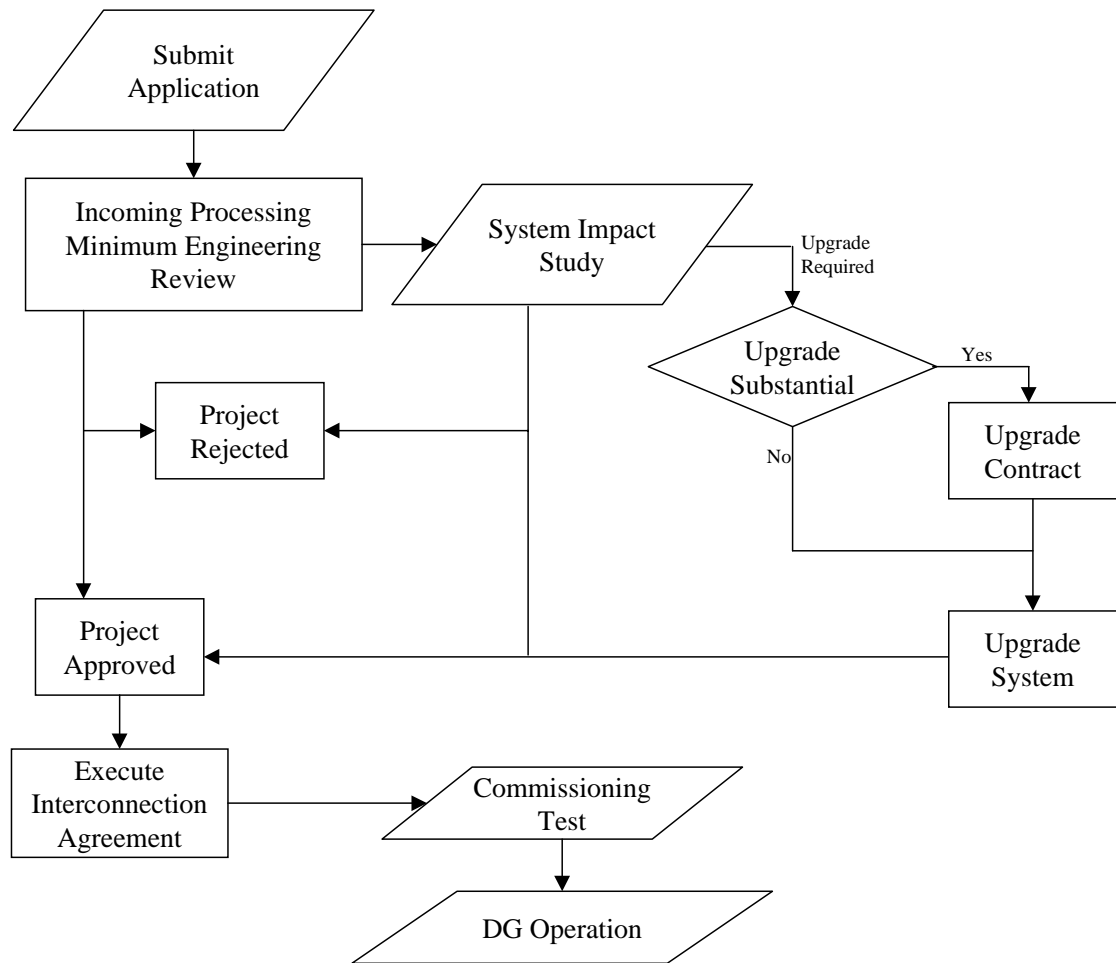 Submit
Application
Incoming Processing
Minimum Engineering
Review
System Impact
Study
Upgrade
Required
Upgrade
Substantial
Yes
No
Upgrade
Contract
Project
Rejected
Project
Approved
Upgrade
System
Execute
Interconnection
Agreement
Commissioning
Test
DG Operation